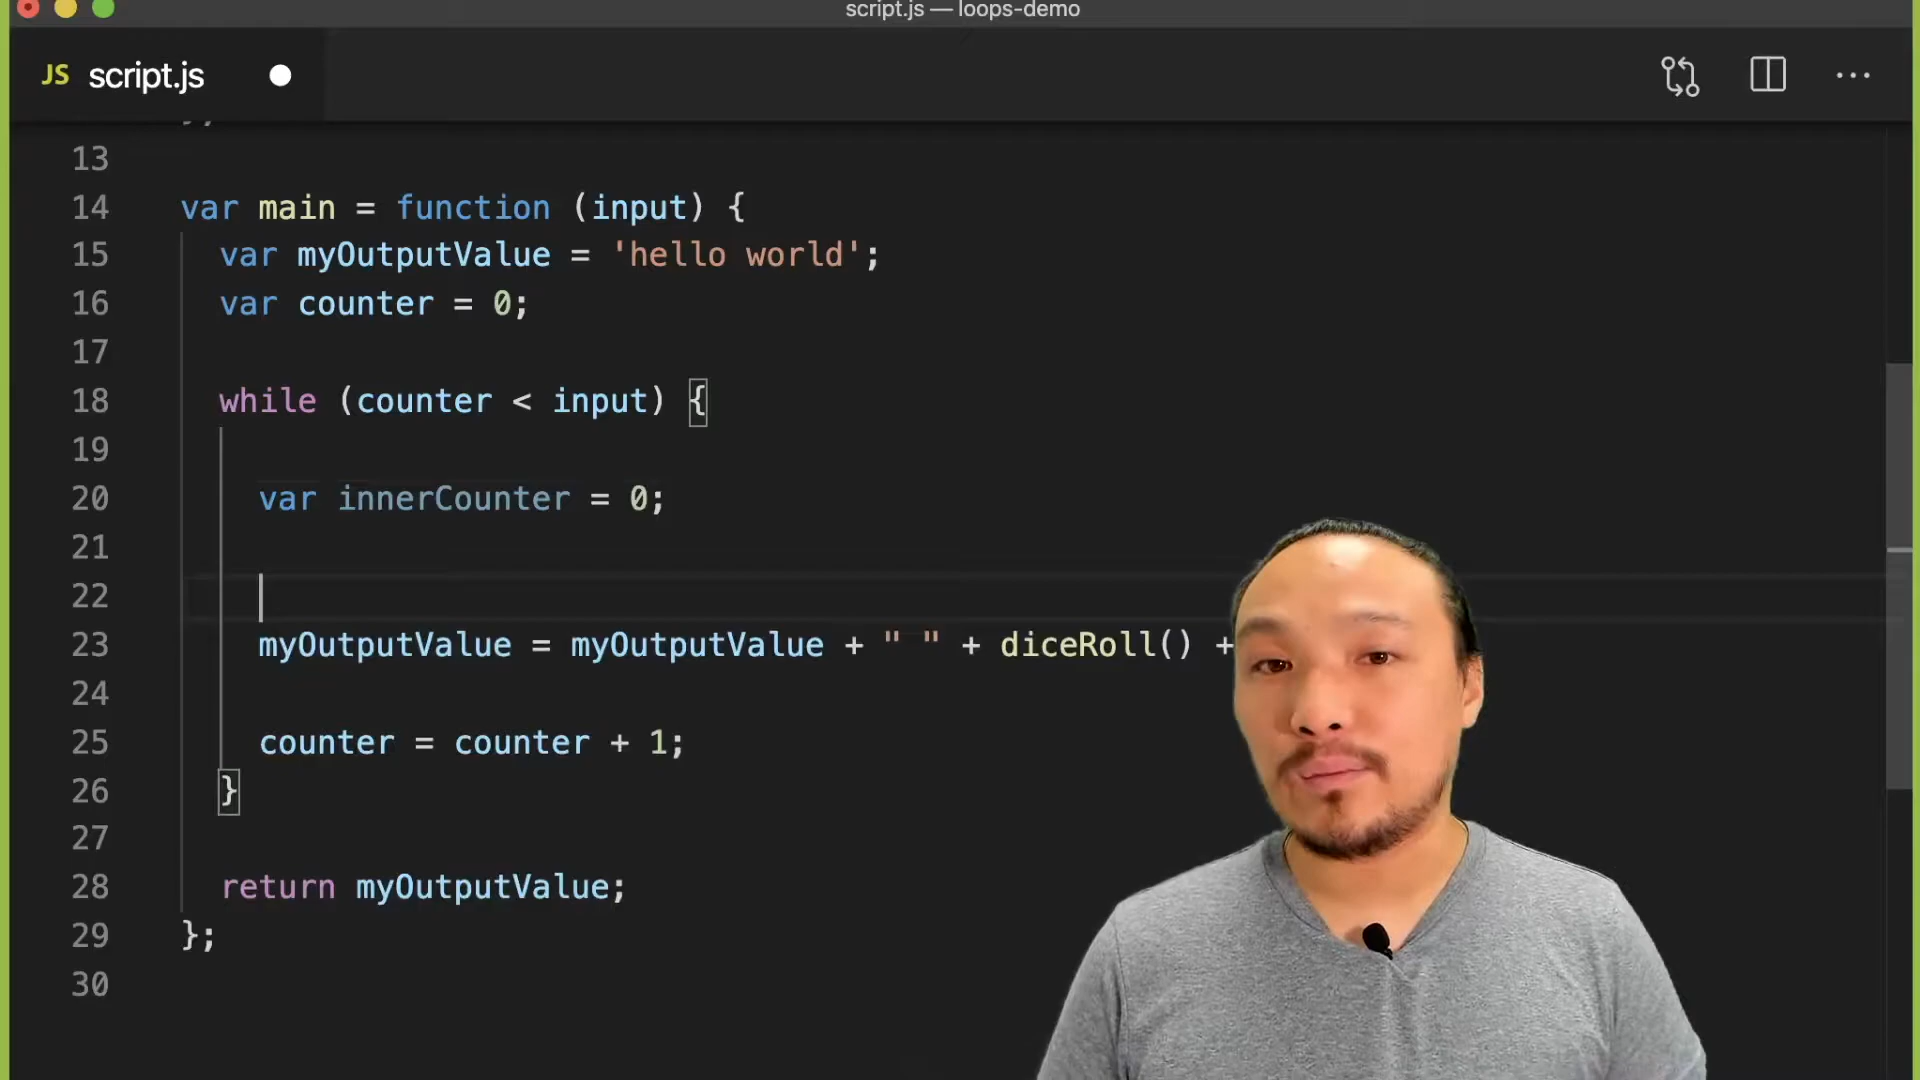 script.js — loops-demo
JS script.js
13
14 var main = function (input) {
15 var myOutputValue = 'hello world';
16 var counter = 0;
17
18 while (counter < input) {
19
20 var innerCounter = 0;
21
22
23 myOutputValue = myOutputValue + " " + diceRoll() +
24
25 counter = counter + 1;
26 }
27
28 return myOutputValue;
29 };
30